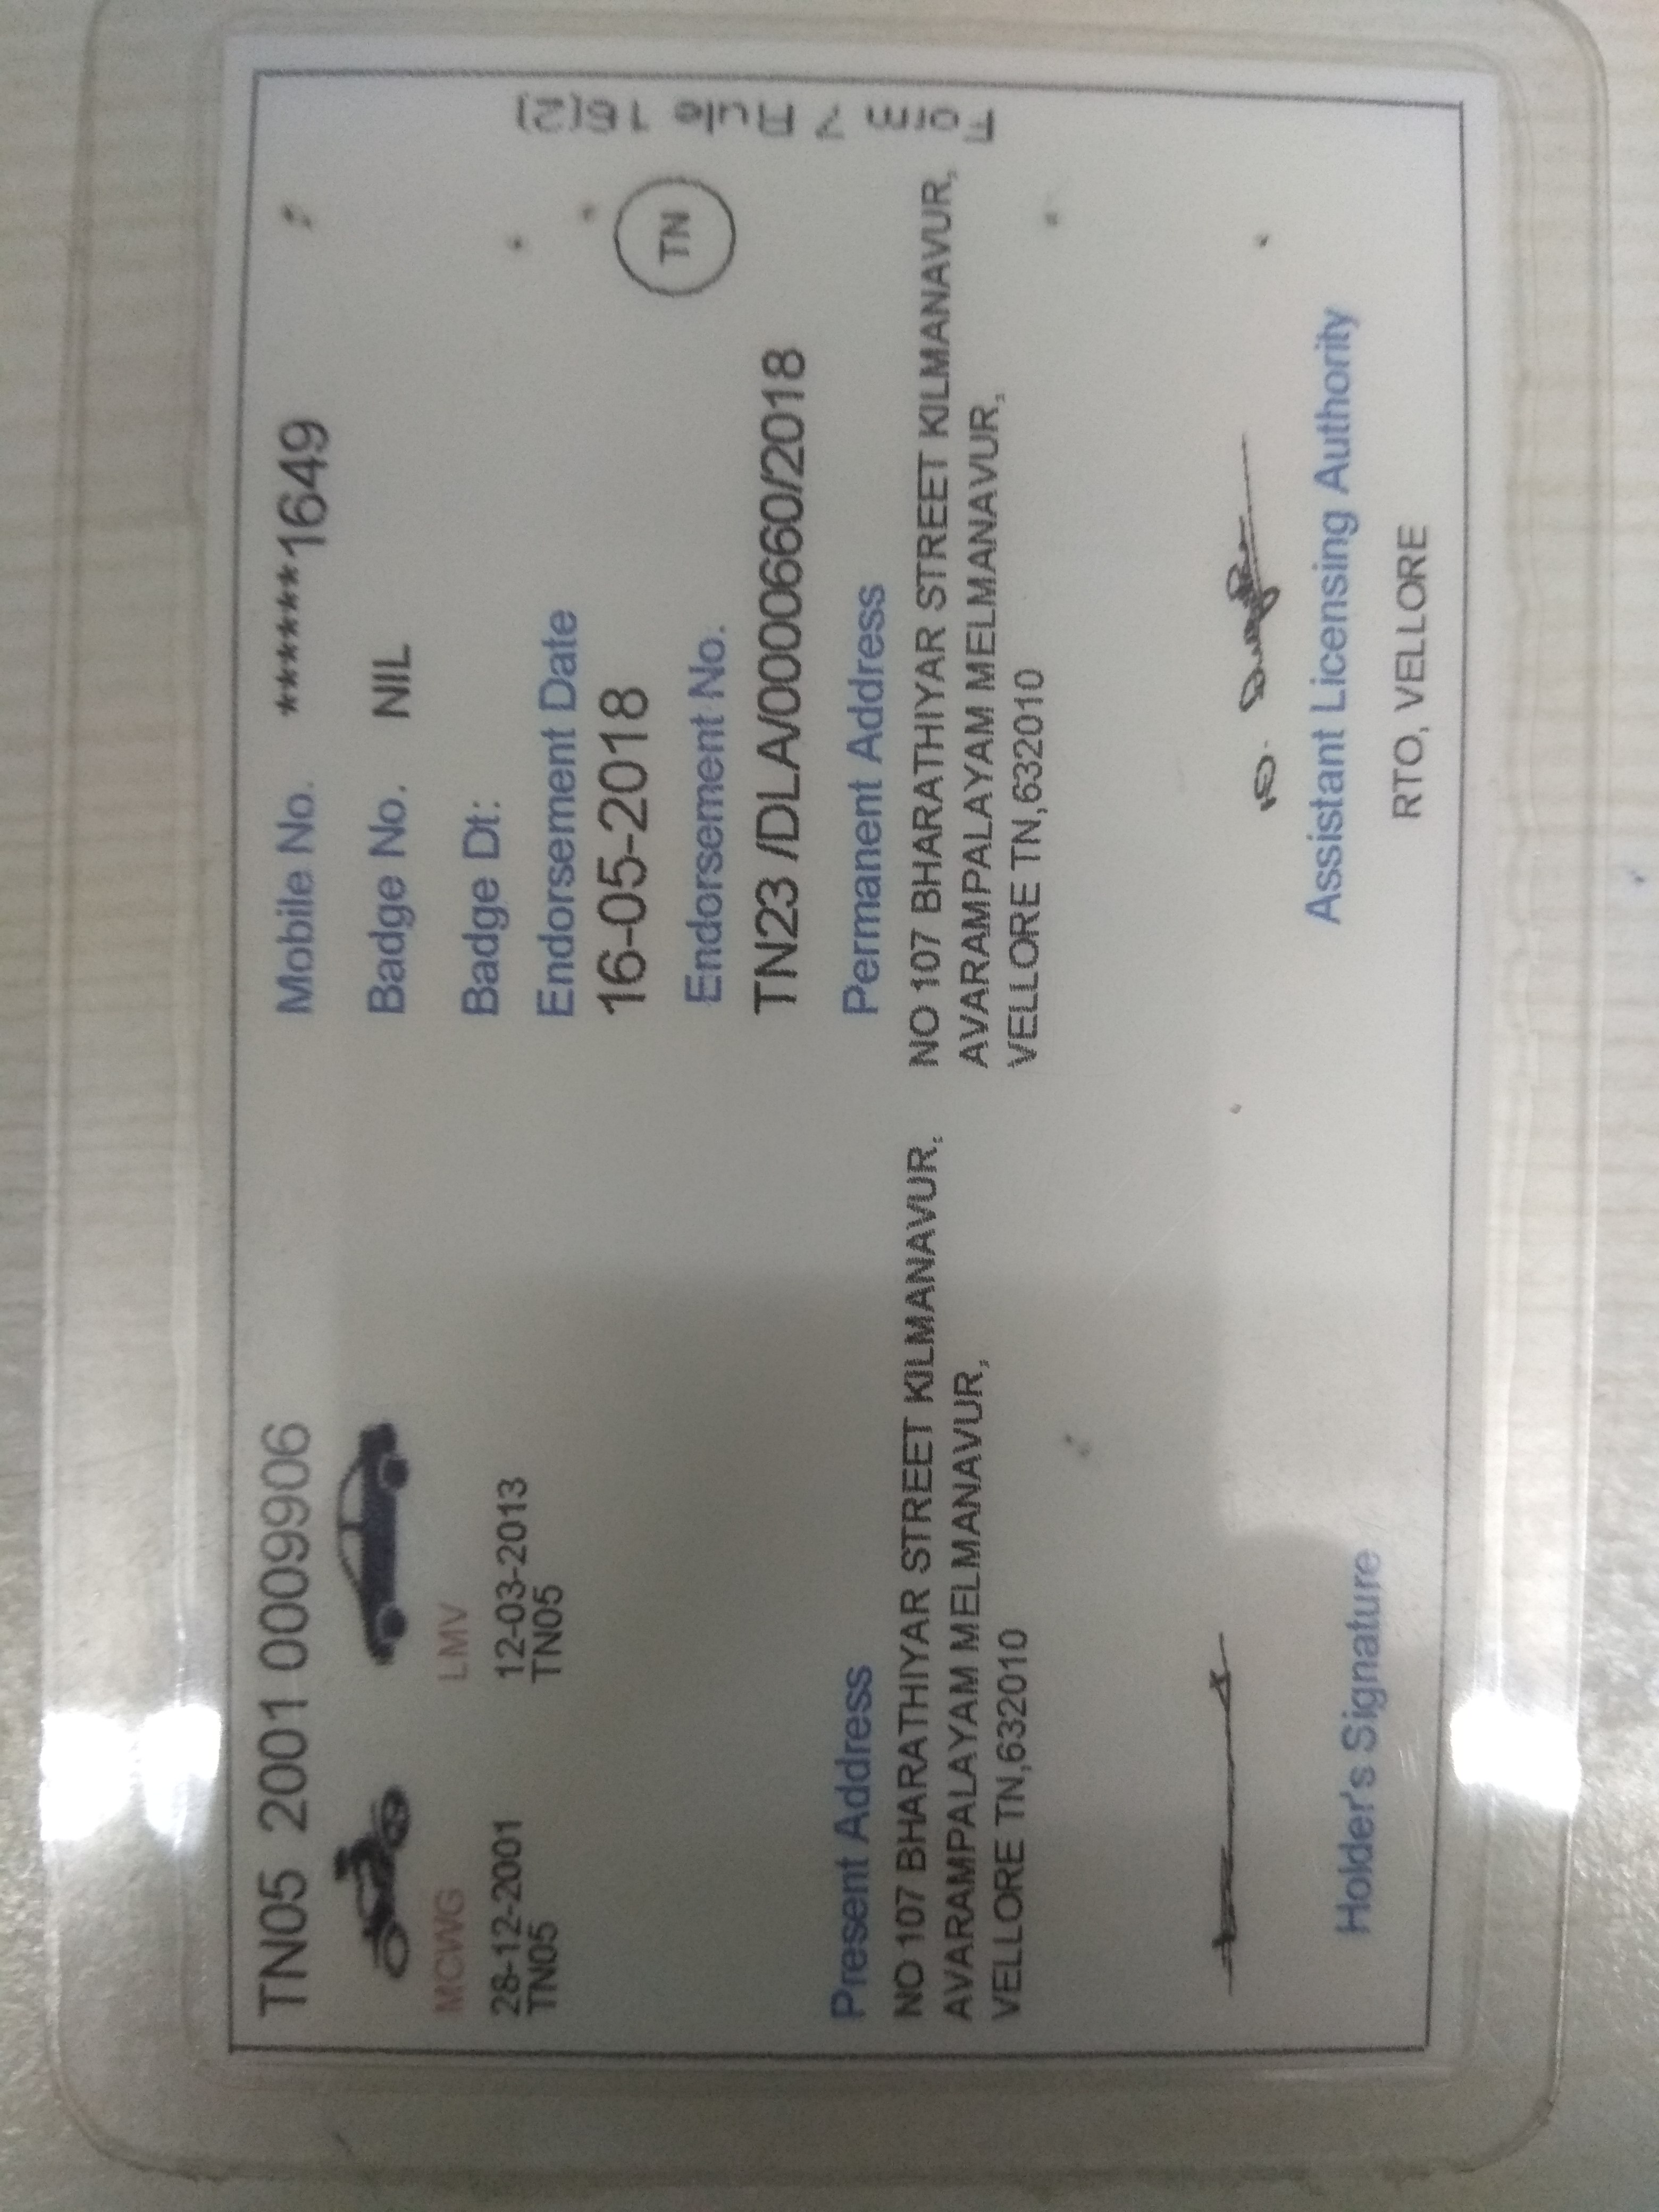 TN05 2001 0009906
MCWG
28-12-2001
TN05
LMV
12-03-2013
TN05
Mobile No. ******1649
Badge No. NIL
Badge Dt:
Endorsement Date
16-05-2018
Endorsement No.
TN23 /DLA/0000660/2018
TN
Form 7 Rule 16(2)
Present Address
NO 107 BHARATHIYAR STREET KILMANAVUR,
AVARAMPALAYAM MELMANAVUR,
VELLORE TN,632010
Permanent Address
NO 107 BHARATHIYAR STREET KILMANAVUR,
AVARAMPALAYAM MELMANAVUR,
VELLORE TN,632010
Holder's Signature
Assistant Licensing Authority
RTO, VELLORE